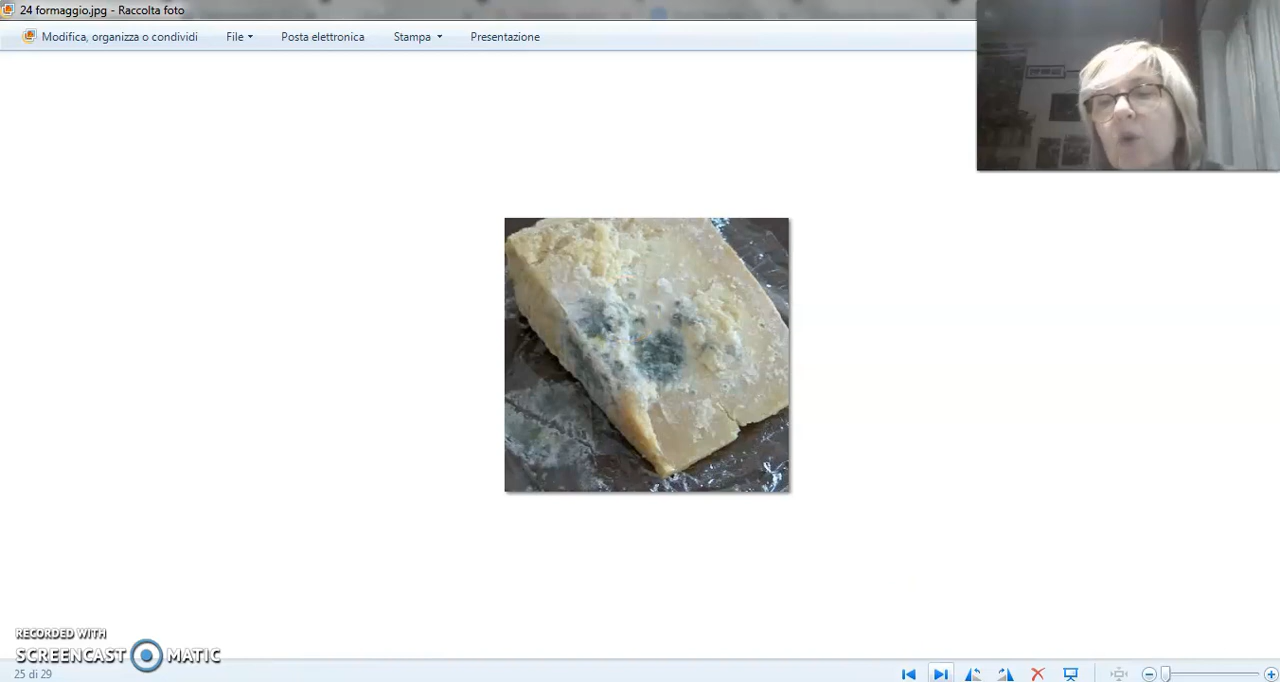 24 formaggio.jpg - Raccolta foto
Modifica, organizza o condividi File Posta elettronica Stampa Presentazione
RECORDED WITH
SCREENCAST MATIC
25 di 29